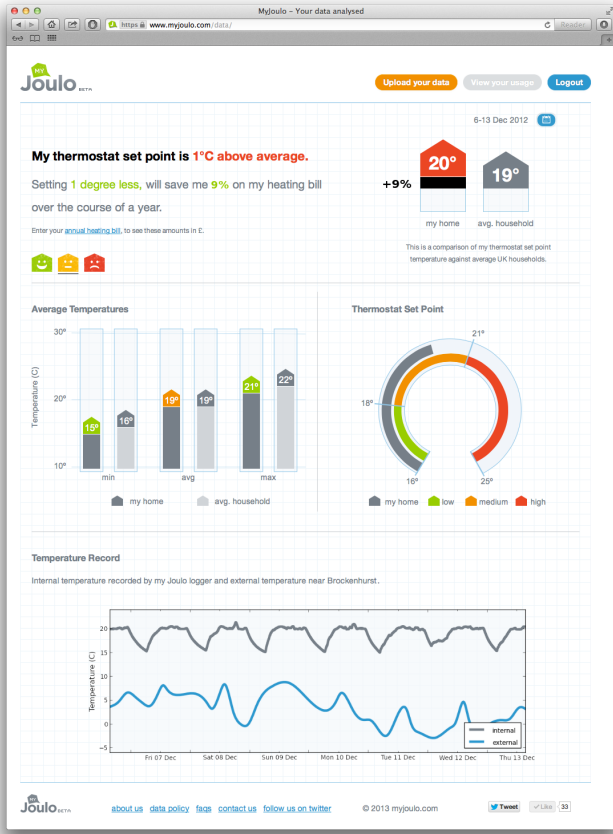 MyJoulo – Your data analysed
https www.myjoulo.com/data/
Reader
MY
Joulo BETA
Upload your data
View your usage
Logout
6-13 Dec 2012
My thermostat set point is 1°C above average.
Setting 1 degree less, will save me 9% on my heating bill
over the course of a year.
Enter your annual heating bill, to see these amounts in £.
+9%
20°
19°
my home
avg. household
This is a comparison of my thermostat set point
temperature against average UK households.
Average Temperatures
30°
20°
10°
Temperature (C)
15°
16°
19°
19°
21°
22°
min
avg
max
my home
avg. household
Thermostat Set Point
21°
18°
16°
25°
my home
low
medium
high
Temperature Record
Internal temperature recorded by my Joulo logger and external temperature near Brockenhurst.
Temperature (C)
20
15
10
5
0
−5
internal
external
Fri 07 Dec
Sat 08 Dec
Sun 09 Dec
Mon 10 Dec
Tue 11 Dec
Wed 12 Dec
Thu 13 Dec
MY
Joulo BETA
about us data policy faqs contact us follow us on twitter
© 2013 myjoulo.com
Tweet
Like 33